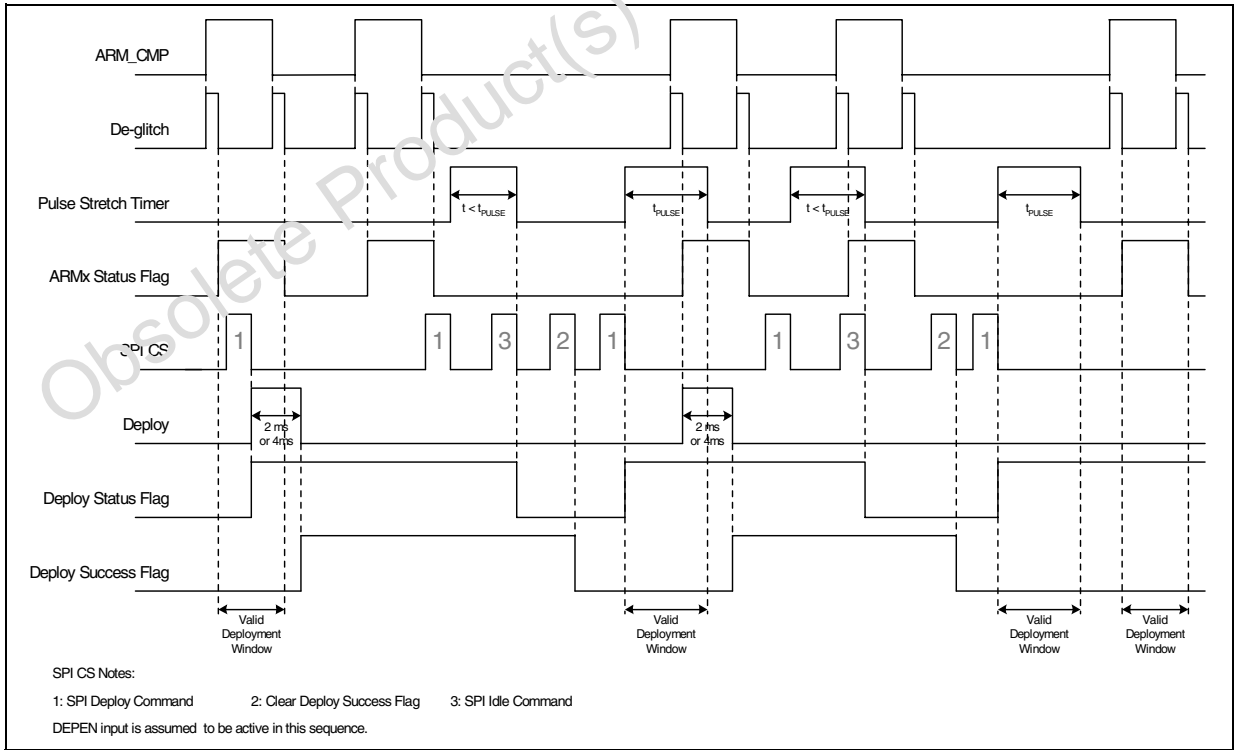 Obsolete Product(s)
ARM_CMP
De-glitch
Pulse Stretch Timer
t < tPULSE
tPULSE
t < tPULSE
tPULSE
ARMx Status Flag
SPI CS
1
1
3
2
1
1
3
2
1
Deploy
2 ms
or 4ms
2 ms
or 4ms
Deploy Status Flag
Deploy Success Flag
Valid
Deployment
Window
Valid
Deployment
Window
Valid
Deployment
Window
Valid
Deployment
Window
SPI CS Notes:
1: SPI Deploy Command 2: Clear Deploy Success Flag 3: SPI Idle Command
DEPEN input is assumed to be active in this sequence.